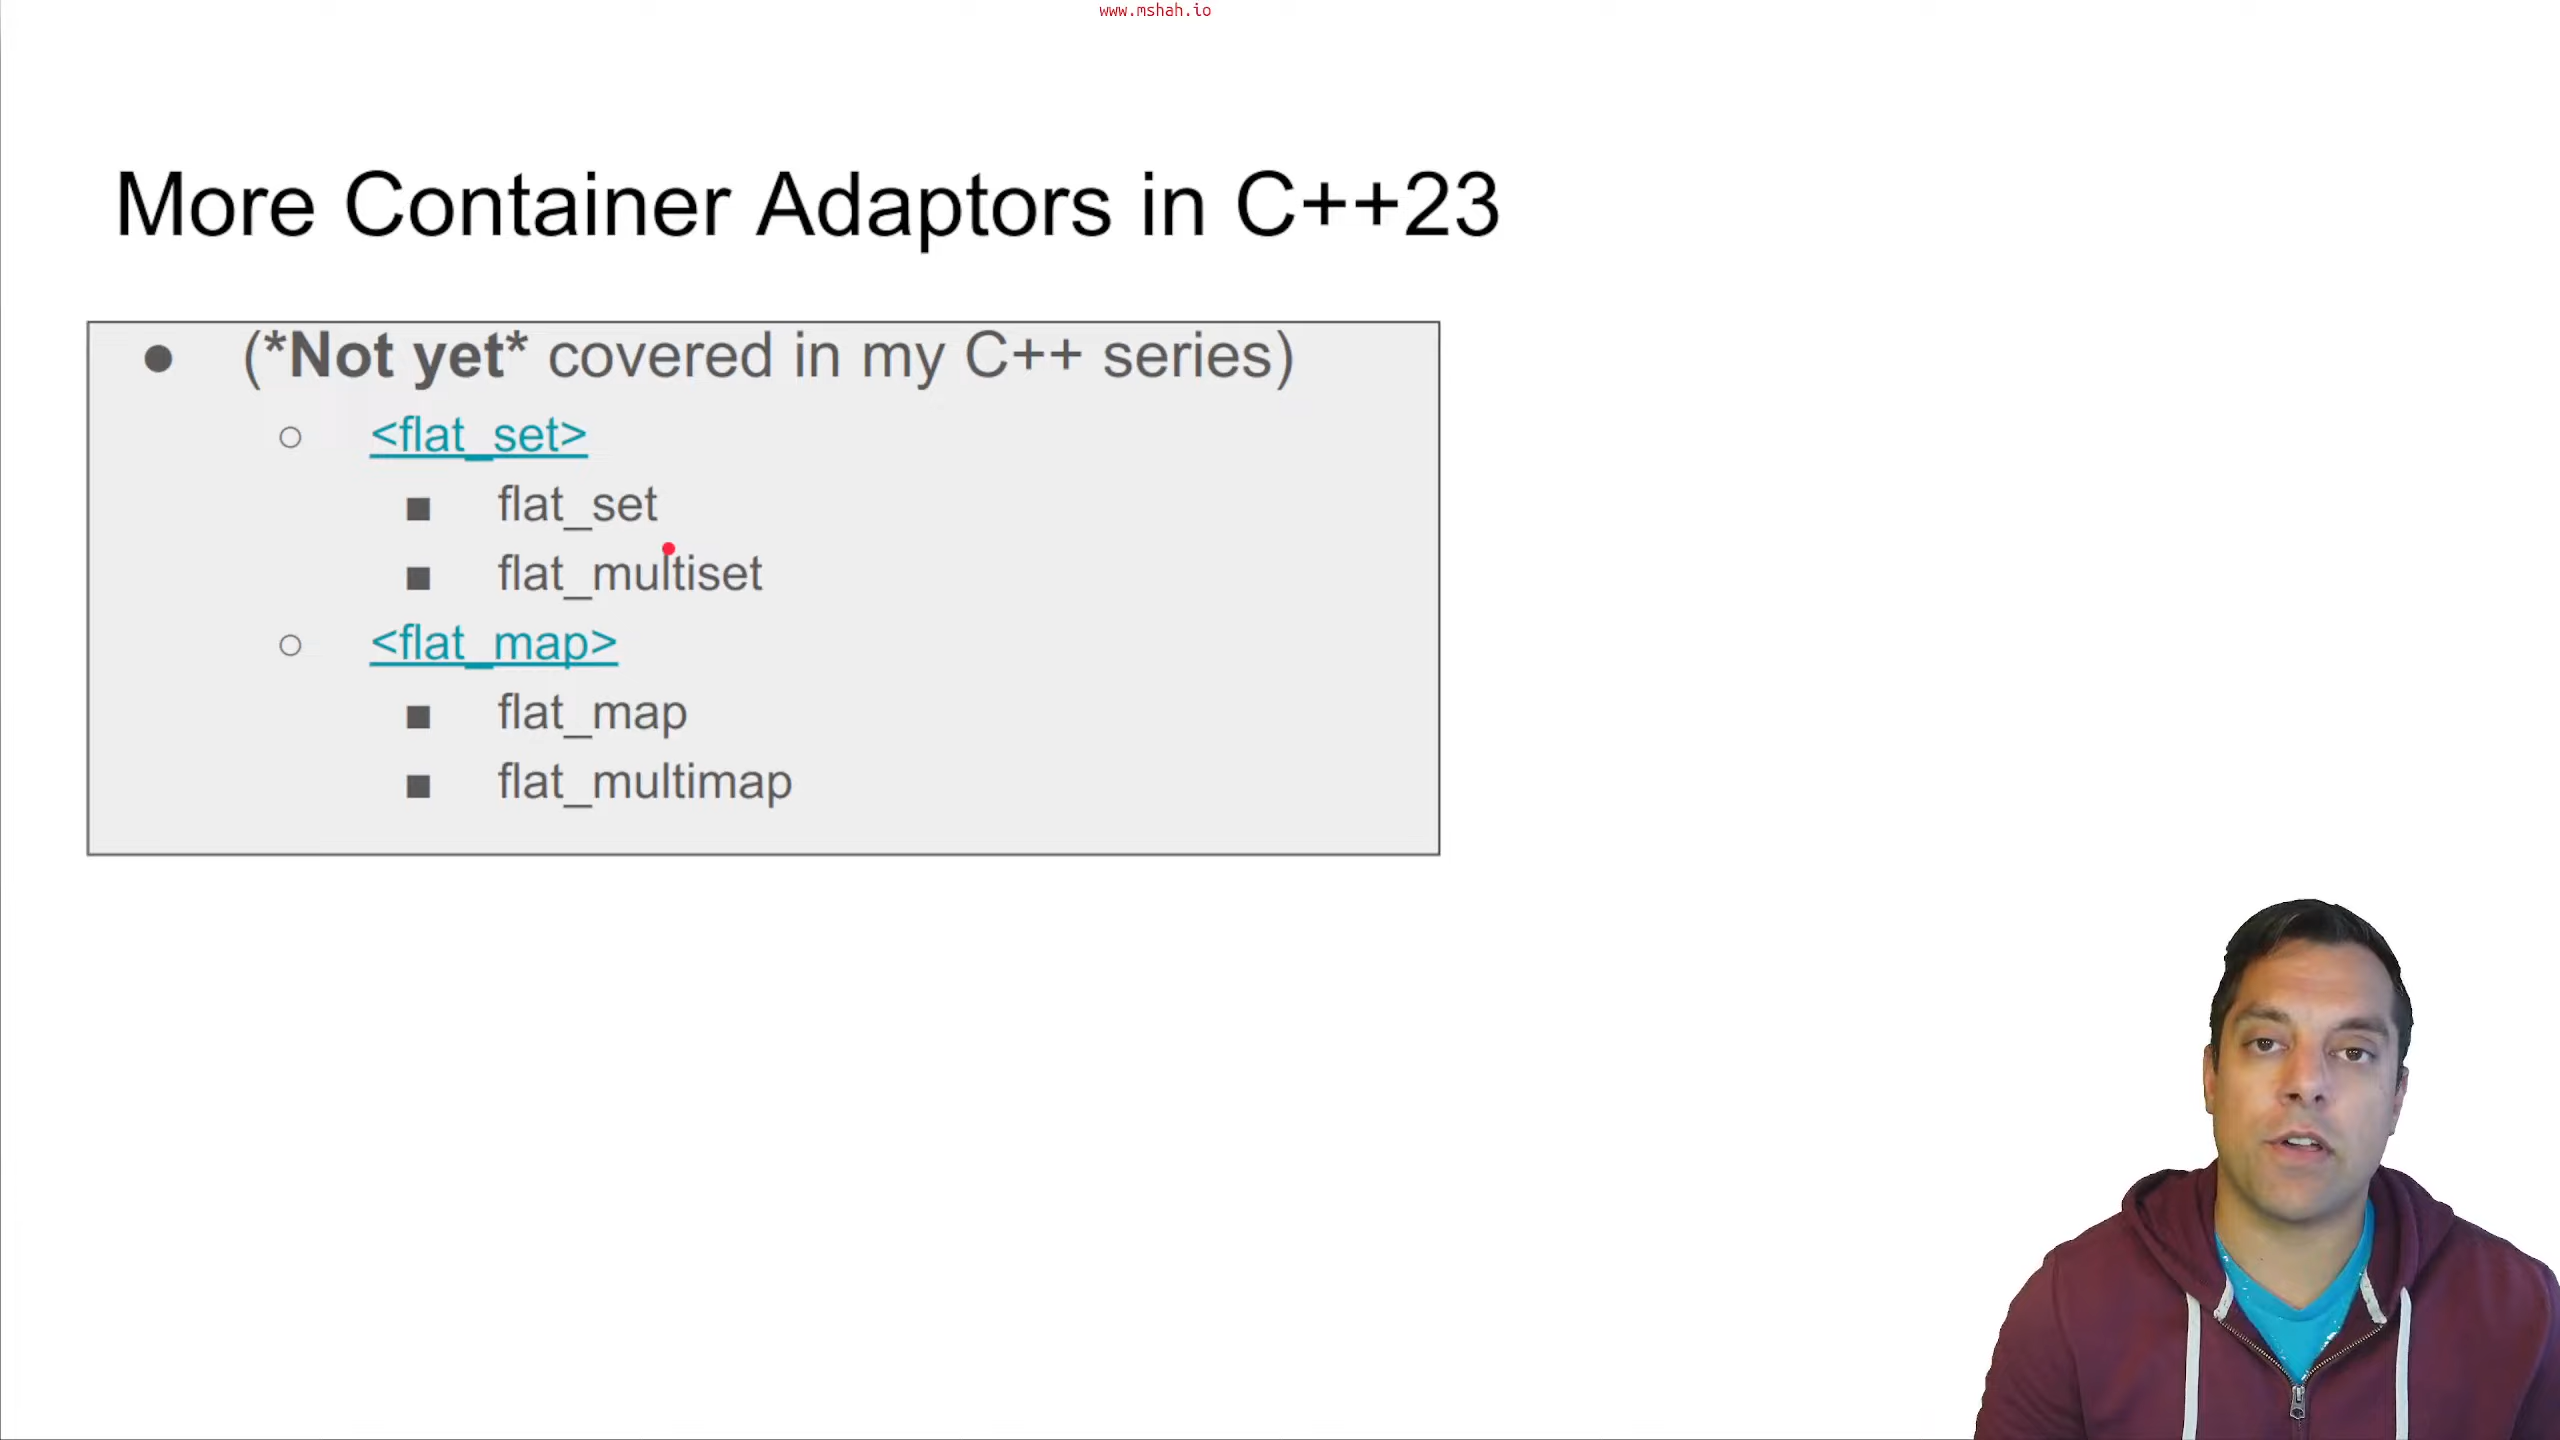 www.mshah.io
More Container Adaptors in C++23
● (*Not yet* covered in my C++ series)
○ <flat_set>
■ flat_set
■ flat_multiset
○ <flat_map>
■ flat_map
■ flat_multimap